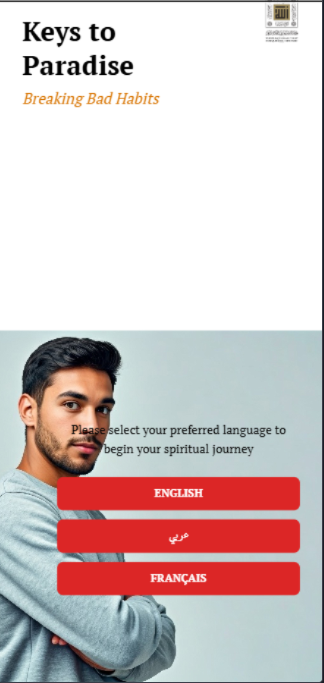 Keys to
Paradise
Breaking Bad Habits
Please select your preferred language to
begin your spiritual journey
ENGLISH
عربي
FRANÇAIS